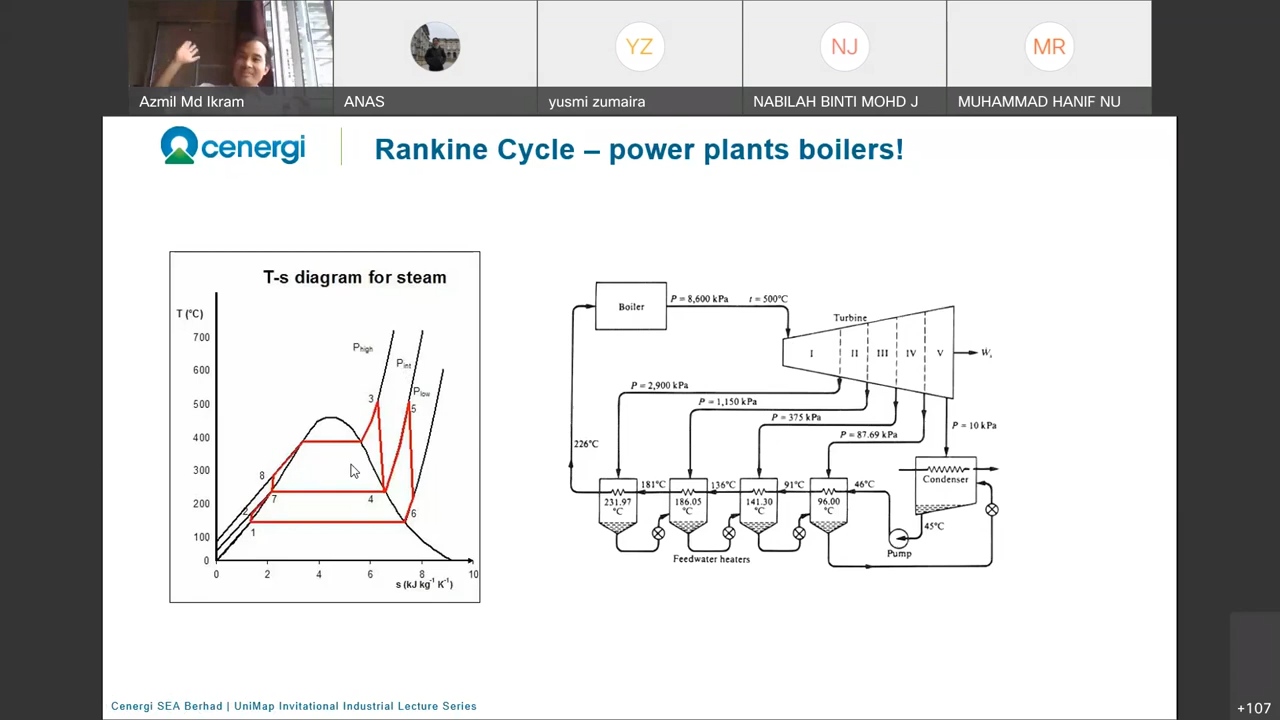 YZ
NJ
MR
Azmil Md Ikram
ANAS
yusmi zumaira
NABILAH BINTI MOHD J
MUHAMMAD HANIF NU
cenergi
Rankine Cycle – power plants boilers!
T-s diagram for steam
T (°C)
700
600
500
400
300
200
100
0
Phigh
Pint
Plow
3
5
8
7
4
2
1
6
0
2
4
6
8
10
s (kJ kg⁻¹ K⁻¹)
Boiler
P = 8,600 kPa
t = 500°C
Turbine
I
II
III
IV
V
Ws
P = 2,900 kPa
P = 1,150 kPa
P = 375 kPa
P = 87.69 kPa
P = 10 kPa
226°C
231.97
°C
181°C
186.05
°C
136°C
141.30
°C
91°C
96.00
°C
46°C
Condenser
45°C
Pump
Feedwater heaters
Cenergi SEA Berhad | UniMap Invitational Industrial Lecture Series
+107